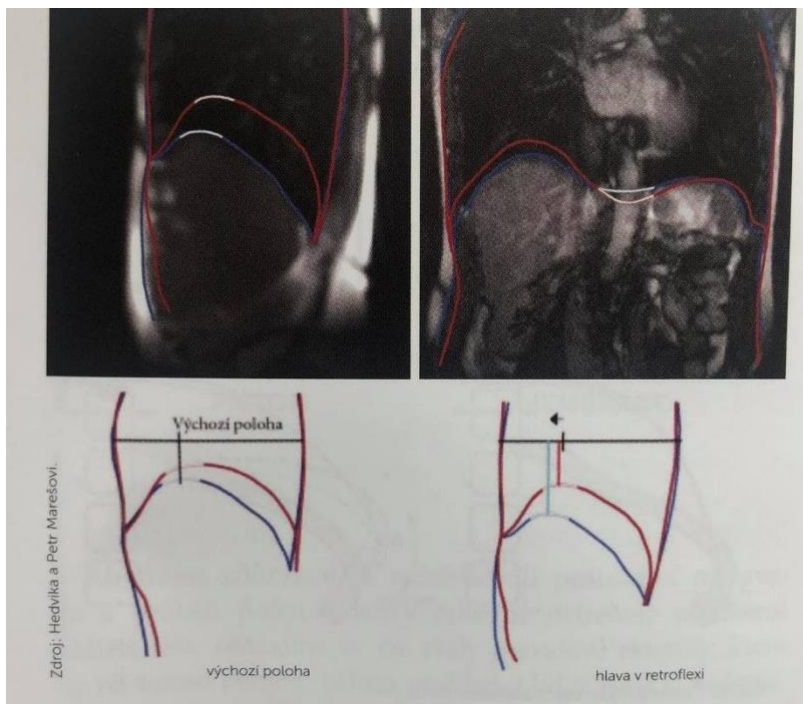 Výchozí poloha
Zdroj: Hedvika a Petr Marešovi.
výchozí poloha
hlava v retroflexi